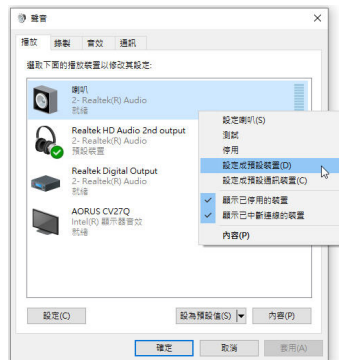 聲音
播放
錄製
音效
通訊
選取下面的播放裝置以修改其設定:
喇叭
2- Realtek(R) Audio
就緒
Realtek HD Audio 2nd output
2- Realtek(R) Audio
預設裝置
Realtek Digital Output
2- Realtek(R) Audio
就緒
AORUS CV27Q
Intel(R) 顯示器音效
就緒
設定喇叭(S)
測試
停用
設定成預設裝置(D)
設定成預設通訊裝置(C)
顯示已停用的裝置
顯示已中斷連線的裝置
內容(P)
設定(C)
設為預設值(S)
內容(P)
確定
取消
套用(A)